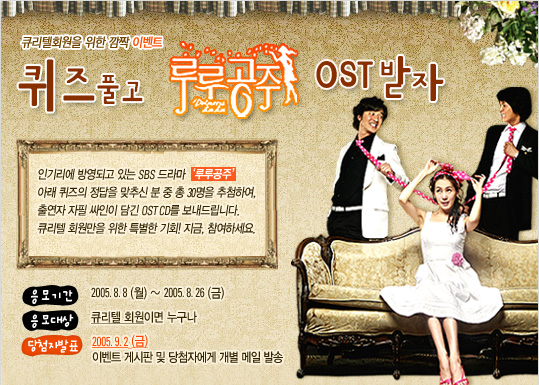 큐리텔회원을 위한 깜짝 이벤트
퀴즈풀고 루루공주 OST 받자
Princess LuLu
인기리에 방영되고 있는 SBS 드라마 '루루공주'
아래 퀴즈의 정답을 맞추신 분 중 총 30명을 추첨하여,
출연자 자필 싸인이 담긴 OST CD를 보내드립니다.
큐리텔 회원만을 위한 특별한 기회! 지금, 참여하세요.
응모기간 2005. 8. 8 (월) ~ 2005. 8. 26 (금)
응모대상 큐리텔 회원이면 누구나
당첨자발표 2005. 9. 2 (금)
이벤트 게시판 및 당첨자에게 개별 메일 발송